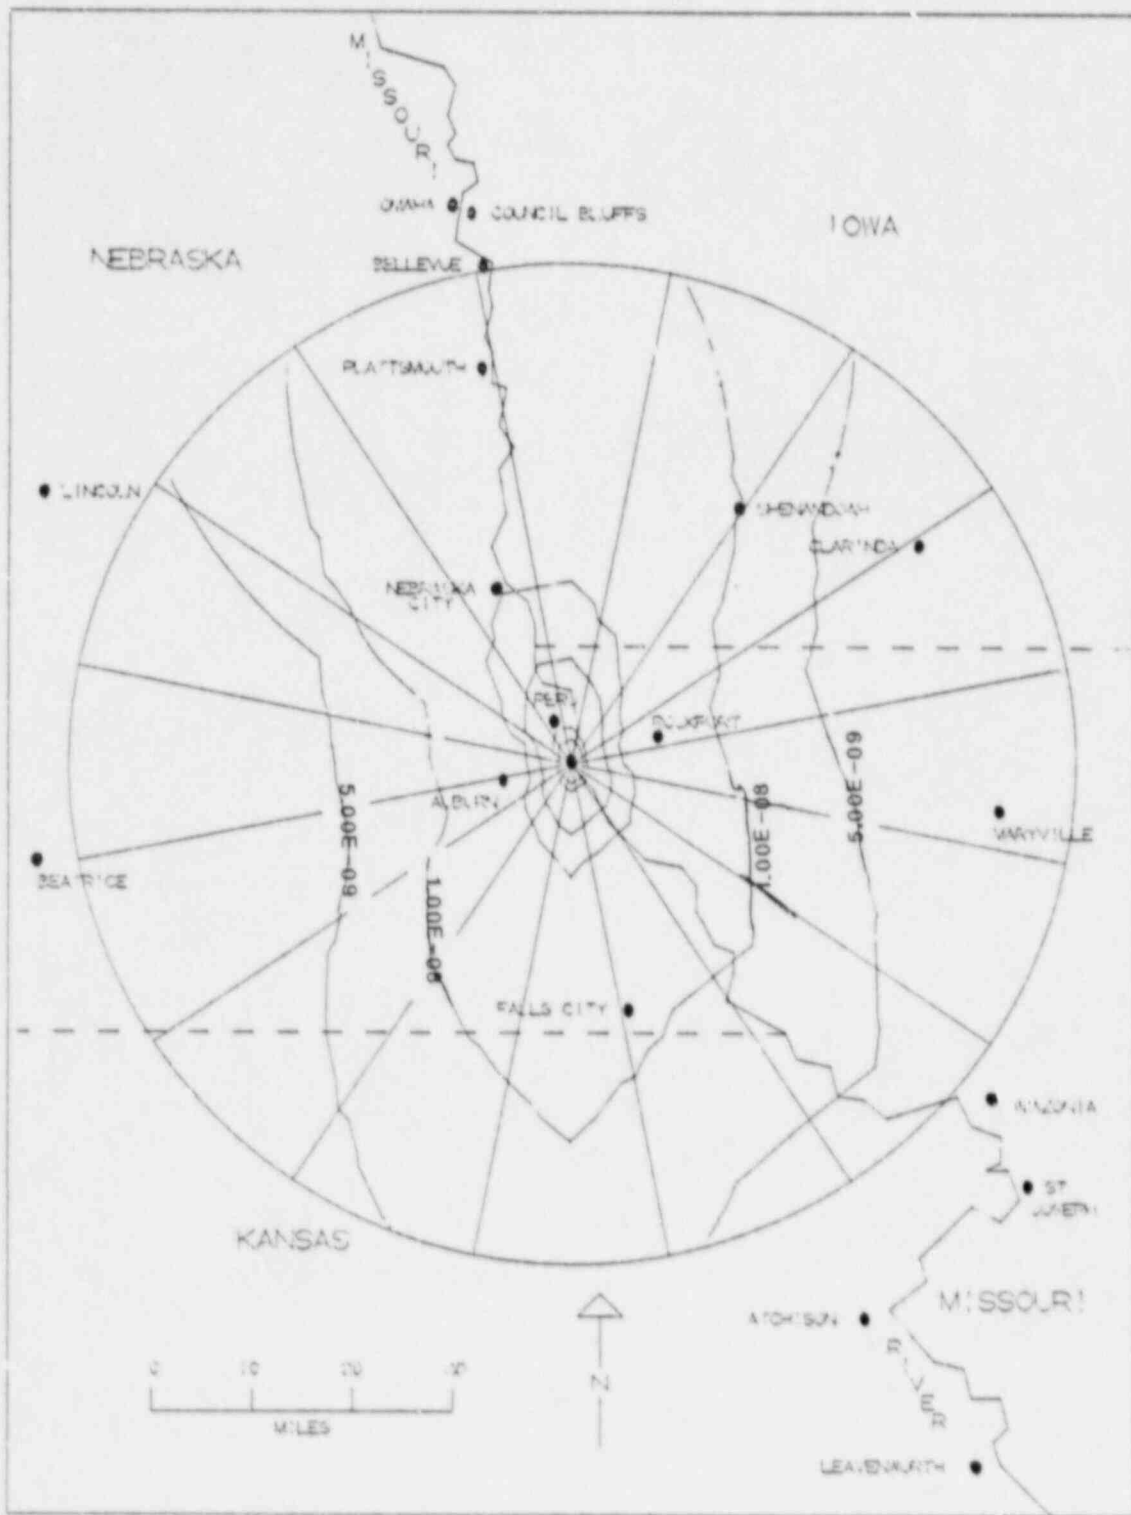 MISSOURI
OMAHA
COUNCIL BLUFFS
IOWA
NEBRASKA
BELLEVUE
PLATTSMOUTH
LINCOLN
SHENANDOAH
CLARINDA
NEBRASKA
CITY
PERU
ROCKPORT
AUBURN
5.00E-09
1.00E-08
1.00E-08
5.00E-09
MARYVILLE
BEATRICE
FALLS CITY
ST.
JOSEPH
KANSAS
MISSOURI
ATCHISON
RIVER
0 10 20 30
MILES
N
LEAVENWORTH